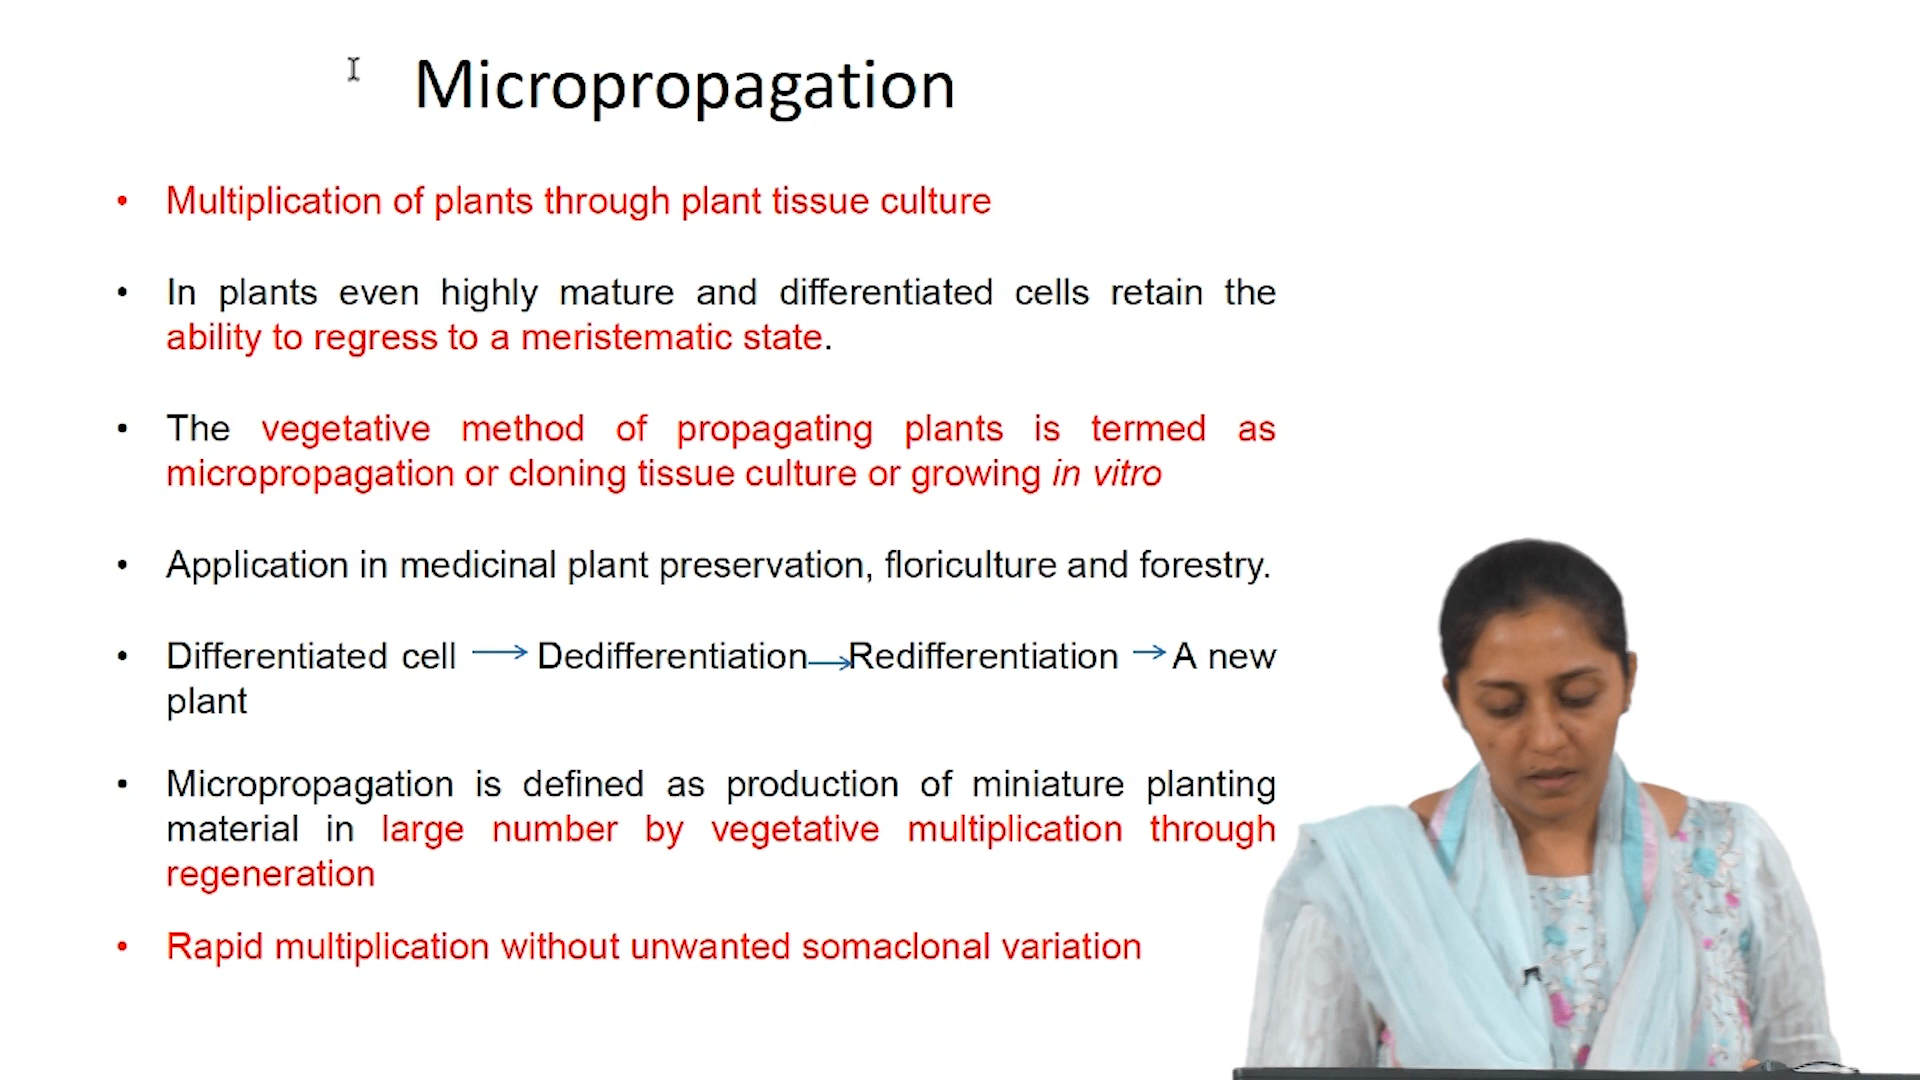 Micropropagation
• Multiplication of plants through plant tissue culture
• In plants even highly mature and differentiated cells retain the
ability to regress to a meristematic state.
• The vegetative method of propagating plants is termed as
micropropagation or cloning tissue culture or growing in vitro
• Application in medicinal plant preservation, floriculture and forestry.
• Differentiated cell → Dedifferentiation → Redifferentiation → A new
plant
• Micropropagation is defined as production of miniature planting
material in large number by vegetative multiplication through
regeneration
• Rapid multiplication without unwanted somaclonal variation